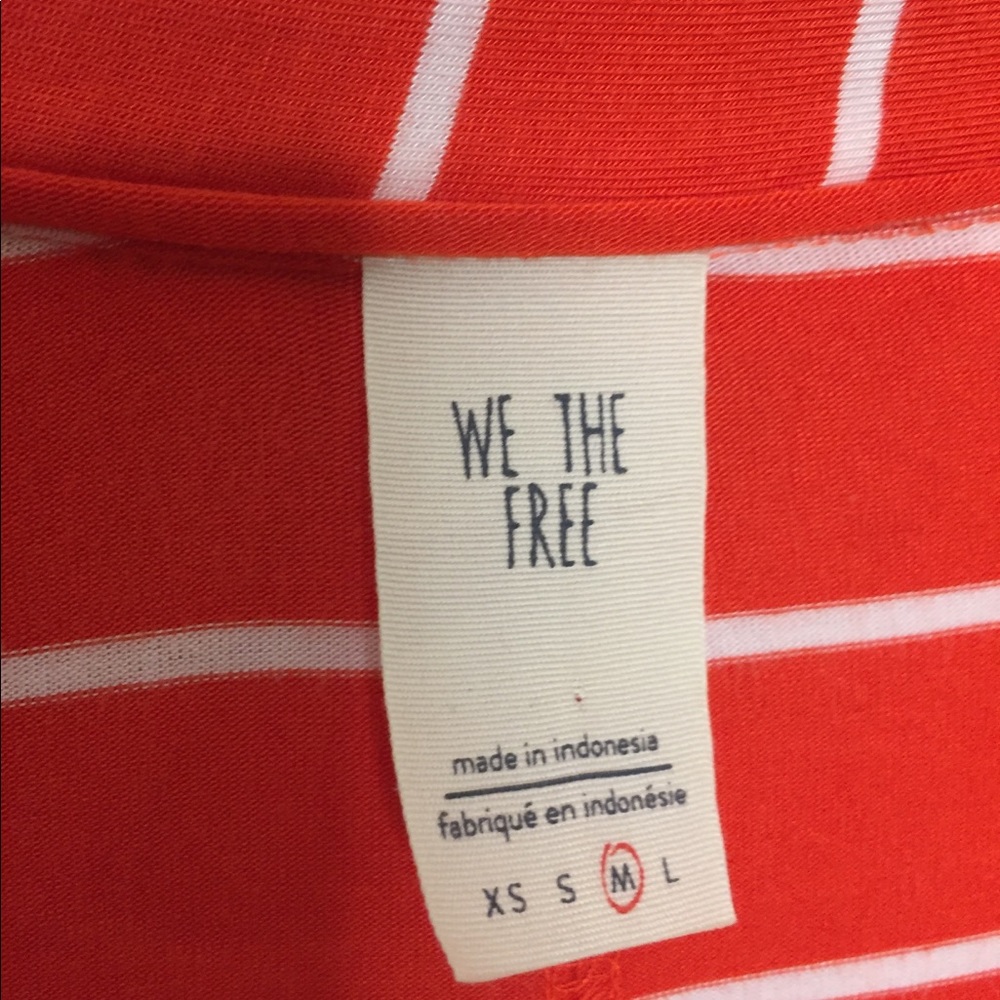 WE THE
FREE
made in indonesia
fabriqué en indonésie
XS S M L